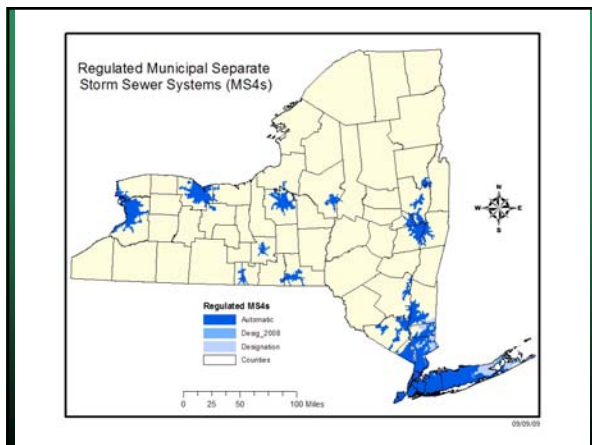 Regulated Municipal Separate
Storm Sewer Systems (MS4s)
N
W E
S
Regulated MS4s
Automatic
Desig_2008
Designation
Counties
0 25 50 100 Miles
09/09/09